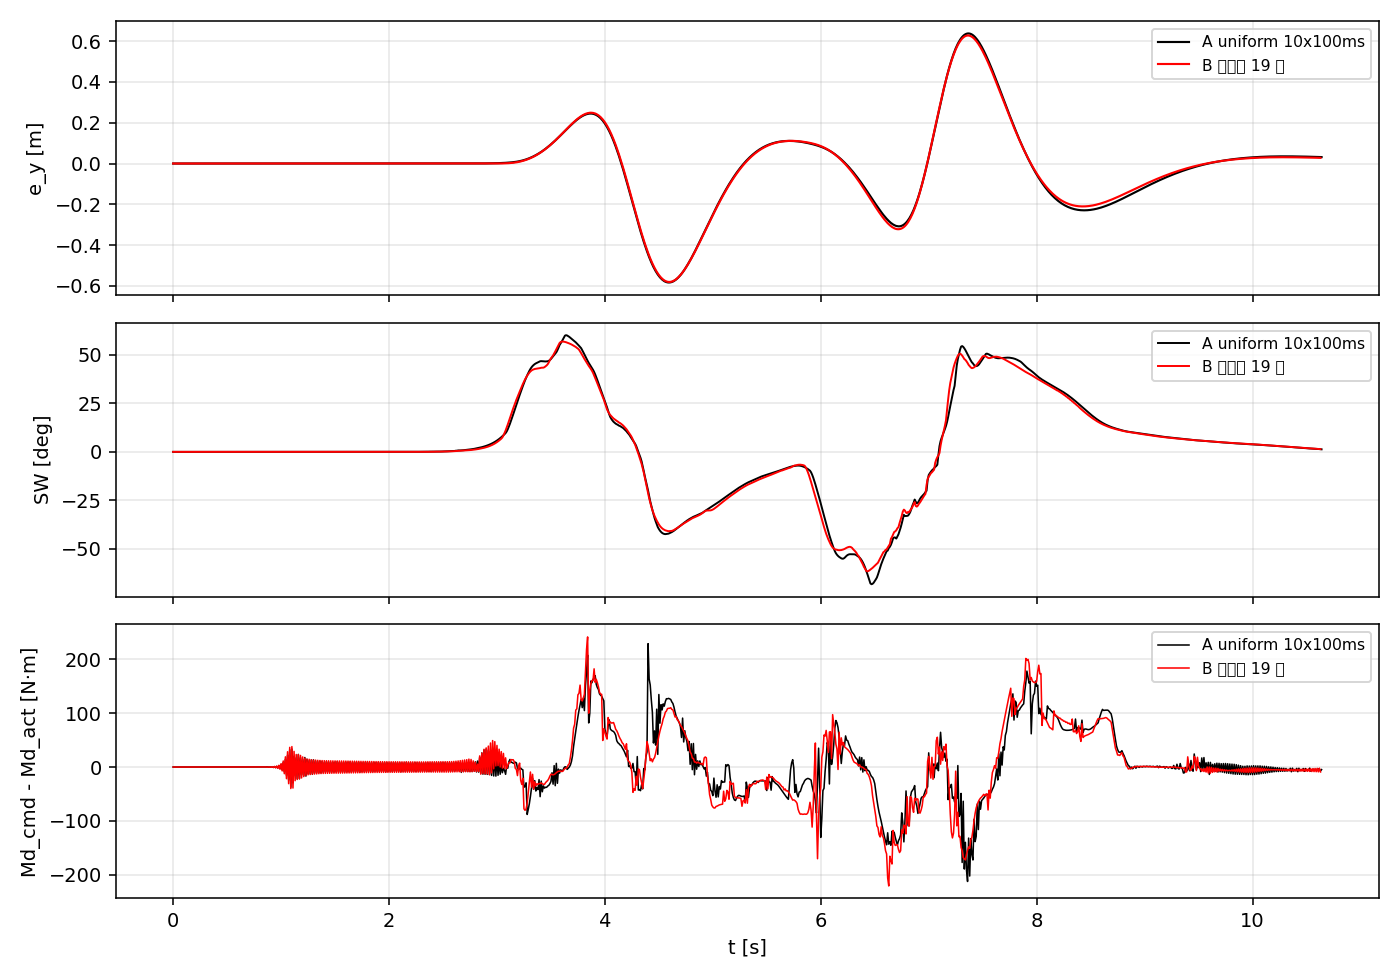 0.6
0.4
0.2
0.0
−0.2
−0.4
−0.6
e_y [m]
A uniform 10x100ms
B 19
50
25
0
−25
−50
SW [deg]
A uniform 10x100ms
B 19
200
100
0
−100
−200
Md_cmd - Md_act [N·m]
A uniform 10x100ms
B 19
0
2
4
6
8
10
t [s]